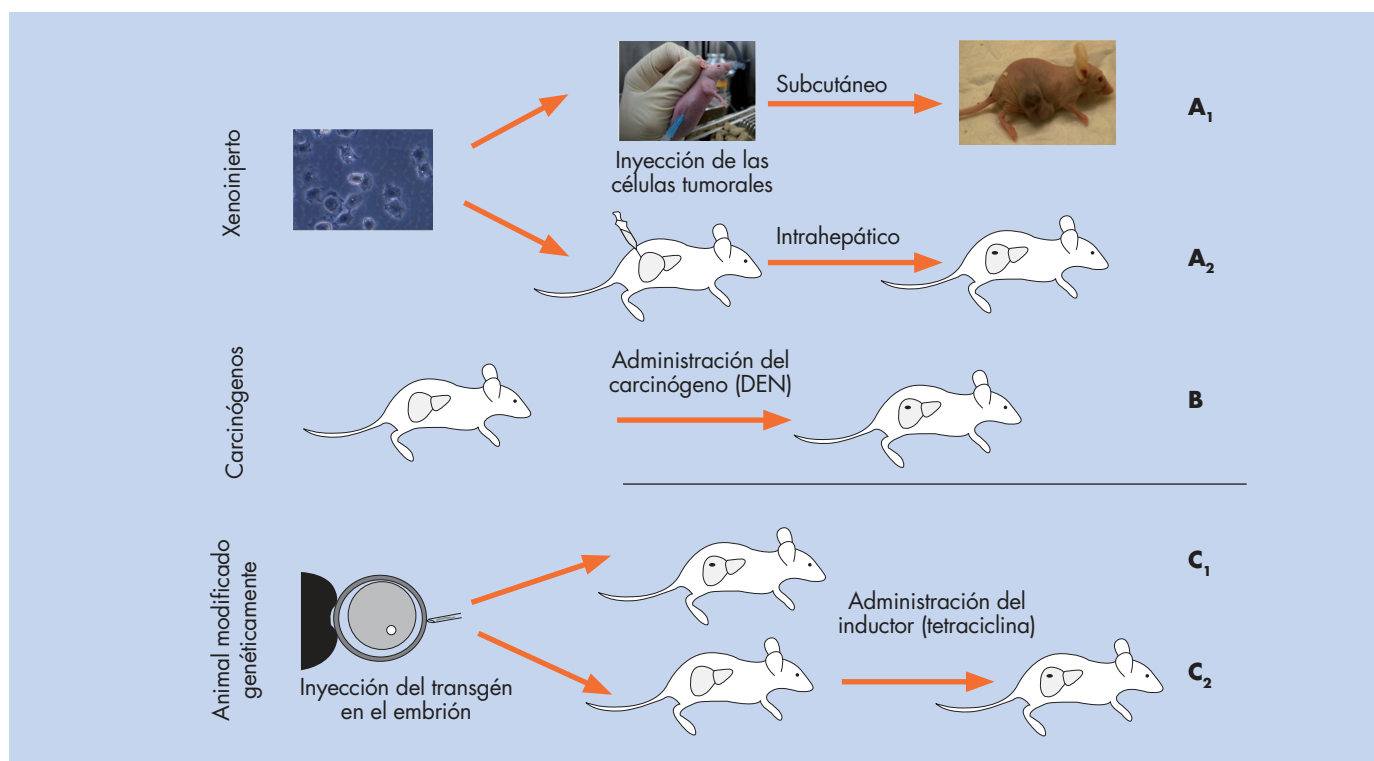 Xenoinjerto
Inyección de las
células tumorales
Subcutáneo
A1
Intrahepático
A2
Carcinógenos
Administración del
carcinógeno (DEN)
B
Animal modificado
genéticamente
Inyección del transgén
en el embrión
C1
Administración del
inductor (tetraciclina)
C2